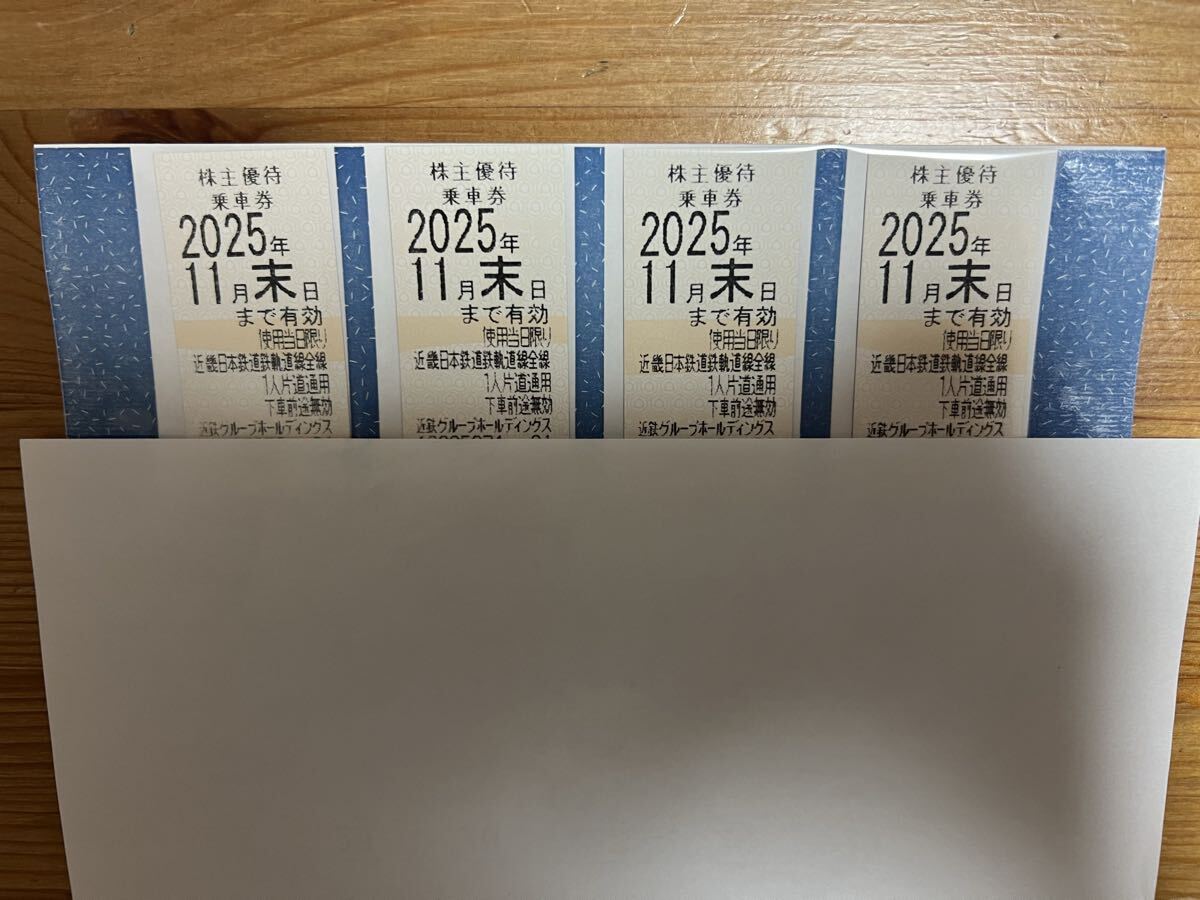 株主優待
乗車券
2025年
11月末日
まで有効
使用当日限り
近畿日本鉄道鉄軌道線全線
1人片道通用
下車前途無効
近鉄グループホールディングス
株主優待
乗車券
2025年
11月末日
まで有効
使用当日限り
近畿日本鉄道鉄軌道線全線
1人片道通用
下車前途無効
近鉄グループホールディングス
株主優待
乗車券
2025年
11月末日
まで有効
使用当日限り
近畿日本鉄道鉄軌道線全線
1人片道通用
下車前途無効
近鉄グループホールディングス
株主優待
乗車券
2025年
11月末日
まで有効
使用当日限り
近畿日本鉄道鉄軌道線全線
1人片道通用
下車前途無効
近鉄グループホールディングス